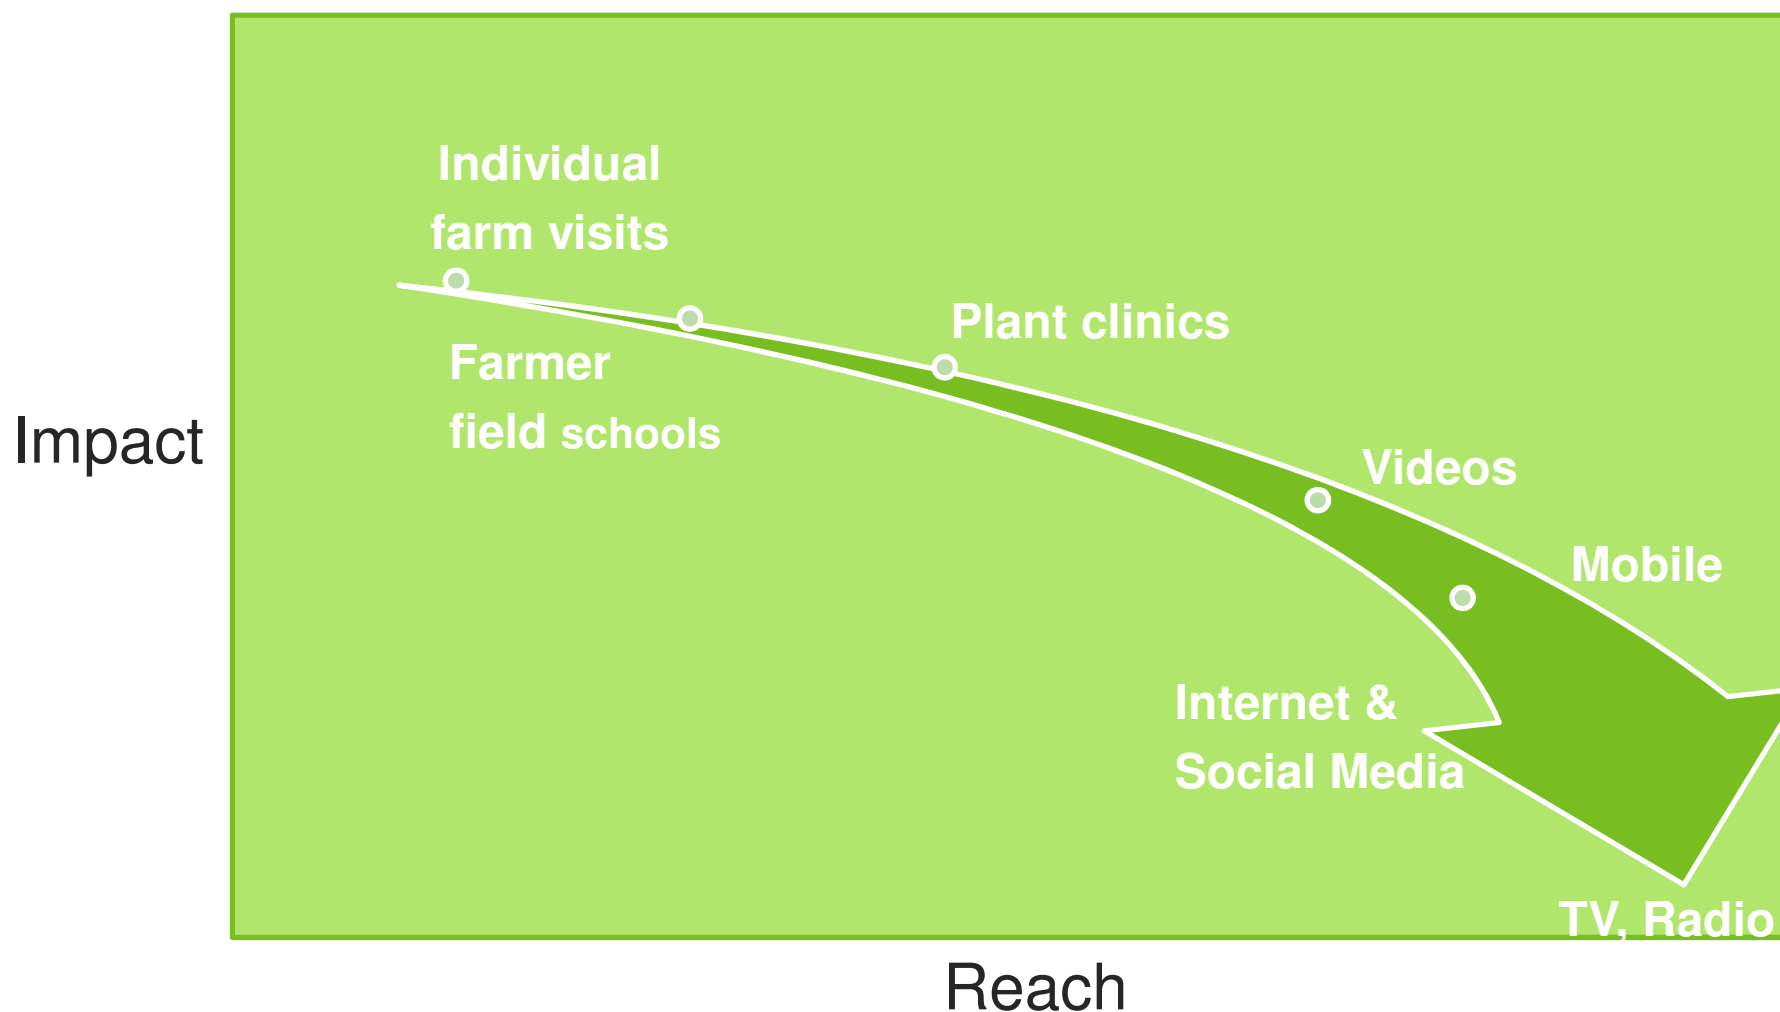 Individual
farm visits
Farmer
field schools
Plant clinics
Videos
Mobile
Internet &
Social Media
TV, Radio
Impact
Reach